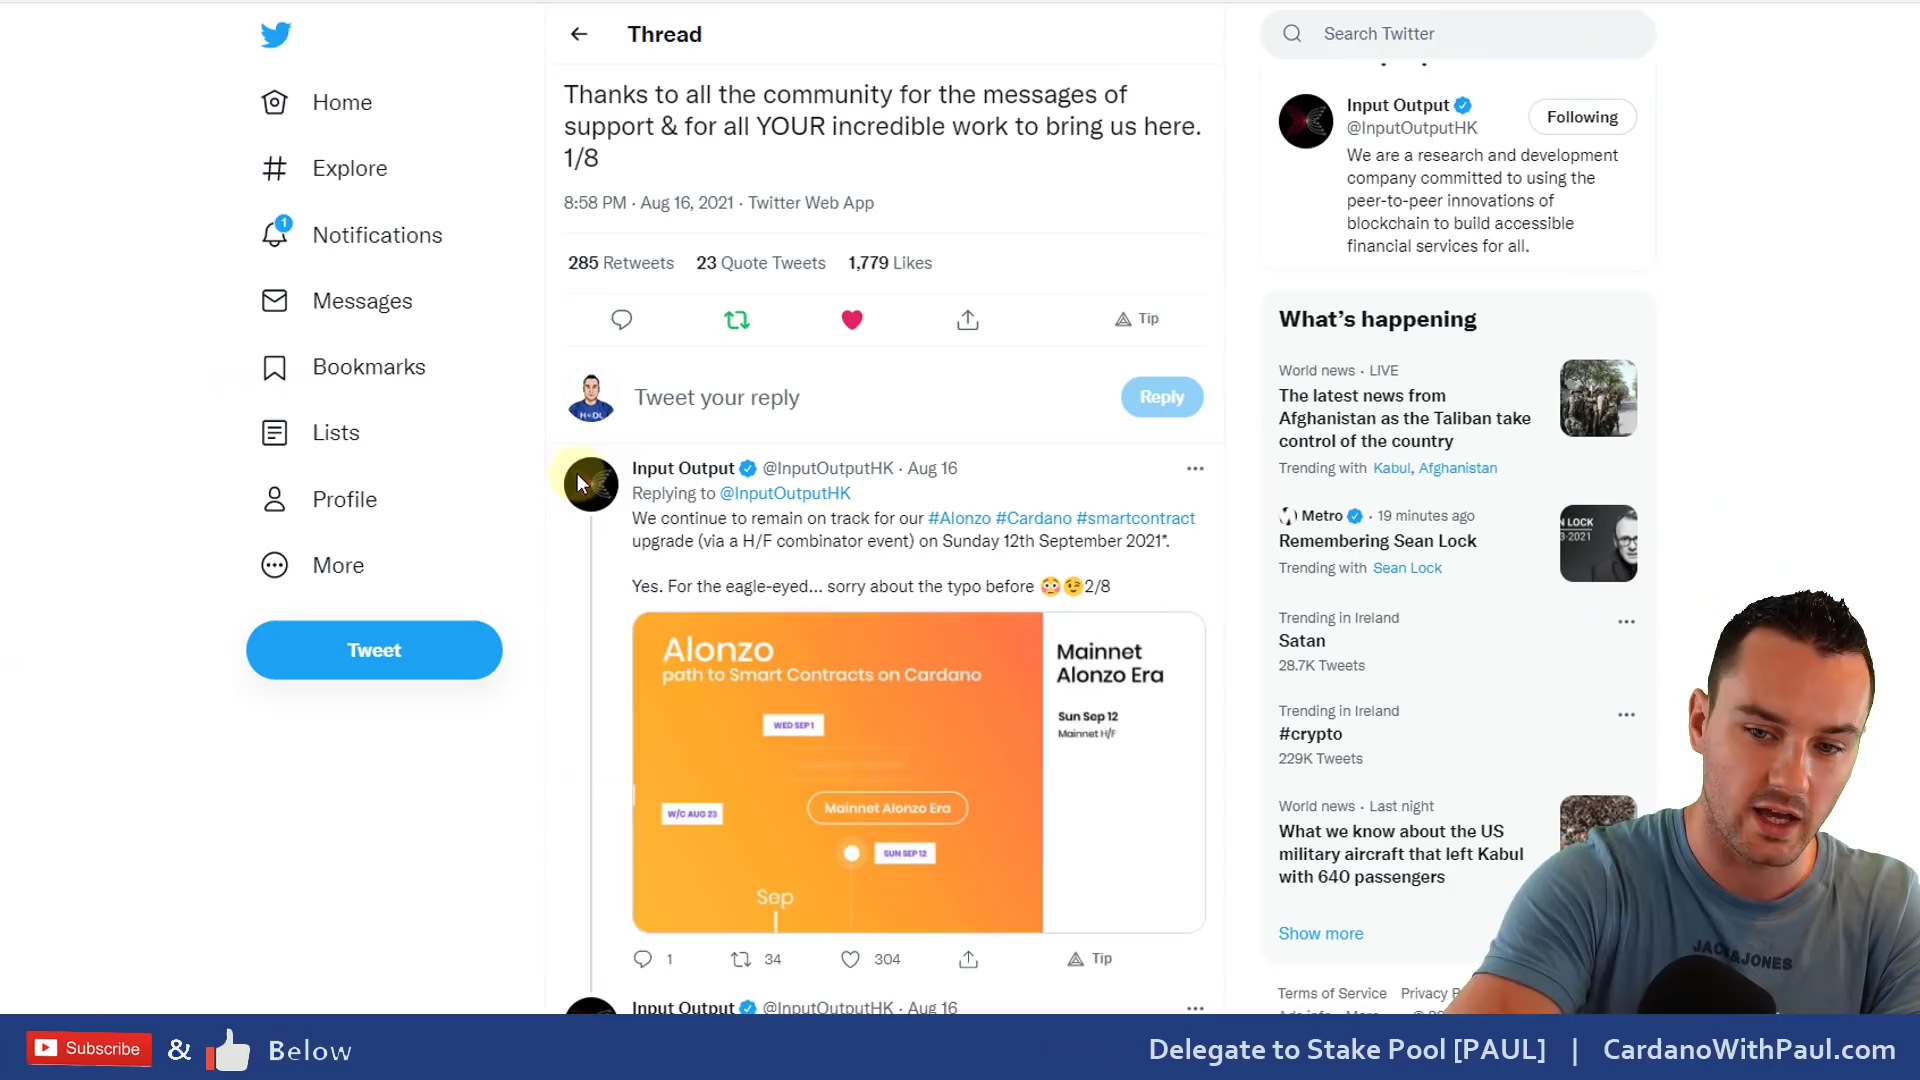 Home
Explore
1
Notifications
Messages
Bookmarks
Lists
Profile
More
Tweet
Thread
Thanks to all the community for the messages of
support & for all YOUR incredible work to bring us here.
1/8
8:58 PM · Aug 16, 2021 · Twitter Web App
285 Retweets 23 Quote Tweets 1,779 Likes
Tip
H DL
Tweet your reply
Reply
Input Output @InputOutputHK · Aug 16
Replying to @InputOutputHK
We continue to remain on track for our #Alonzo #Cardano #smartcontract
upgrade (via a H/F combinator event) on Sunday 12th September 2021*.
Yes. For the eagle-eyed... sorry about the typo before 😳😉2/8
Alonzo
path to Smart Contracts on Cardano
WED SEP 1
W/C AUG 23
Mainnet Alonzo Era
SUN SEP 12
Sep
Mainnet
Alonzo Era
Sun Sep 12
Mainnet H/F
1 34 304 Tip
Input Output @InputOutputHK · Aug 16
Search Twitter
Input Output
@InputOutputHK
Following
We are a research and development
company committed to using the
peer-to-peer innovations of
blockchain to build accessible
financial services for all.
What's happening
World news · LIVE
The latest news from
Afghanistan as the Taliban take
control of the country
Trending with Kabul, Afghanistan
Metro · 19 minutes ago
Remembering Sean Lock
Trending with Sean Lock
LOCK
3-2021
Trending in Ireland
Satan
28.7K Tweets
Trending in Ireland
#crypto
229K Tweets
World news · Last night
What we know about the US
military aircraft that left Kabul
with 640 passengers
Show more
Terms of Service Privacy
JACK&JONES
Subscribe & Below
Delegate to Stake Pool [PAUL] | CardanoWithPaul.com